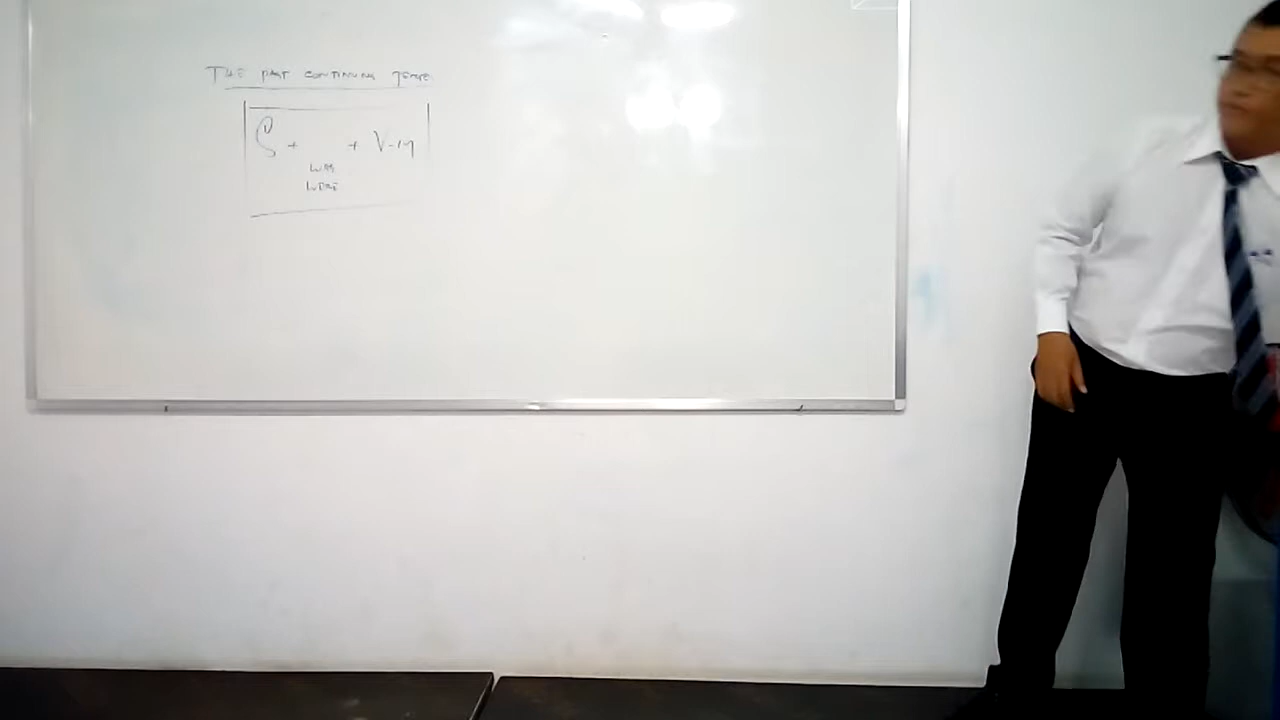 THE PAST CONTINUOUS TENSE
S + + V-ing
WAS
WERE